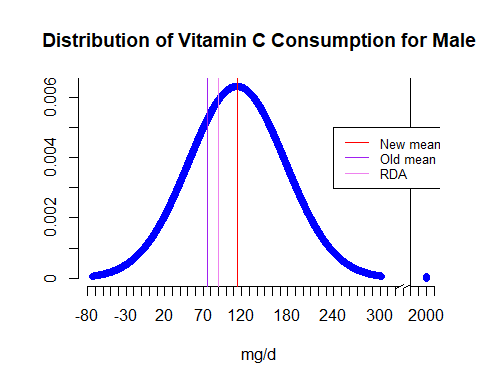 Distribution of Vitamin C Consumption for Male
0.006
0.004
0.002
0
New mean
Old mean
RDA
-80 -30 20 70 120 180 240 300 2000
mg/d